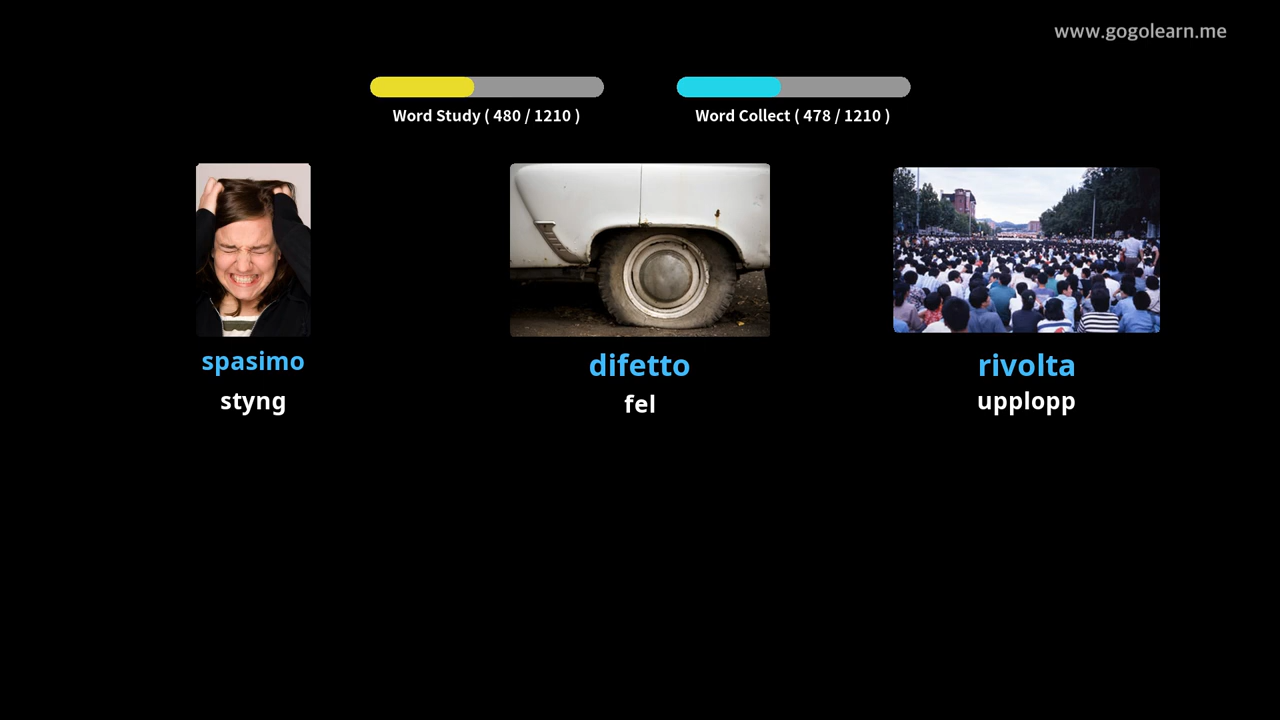 www.gogolearn.me
Word Study ( 480 / 1210 )
Word Collect ( 478 / 1210 )
spasimo
styng
difetto
fel
rivolta
upplopp